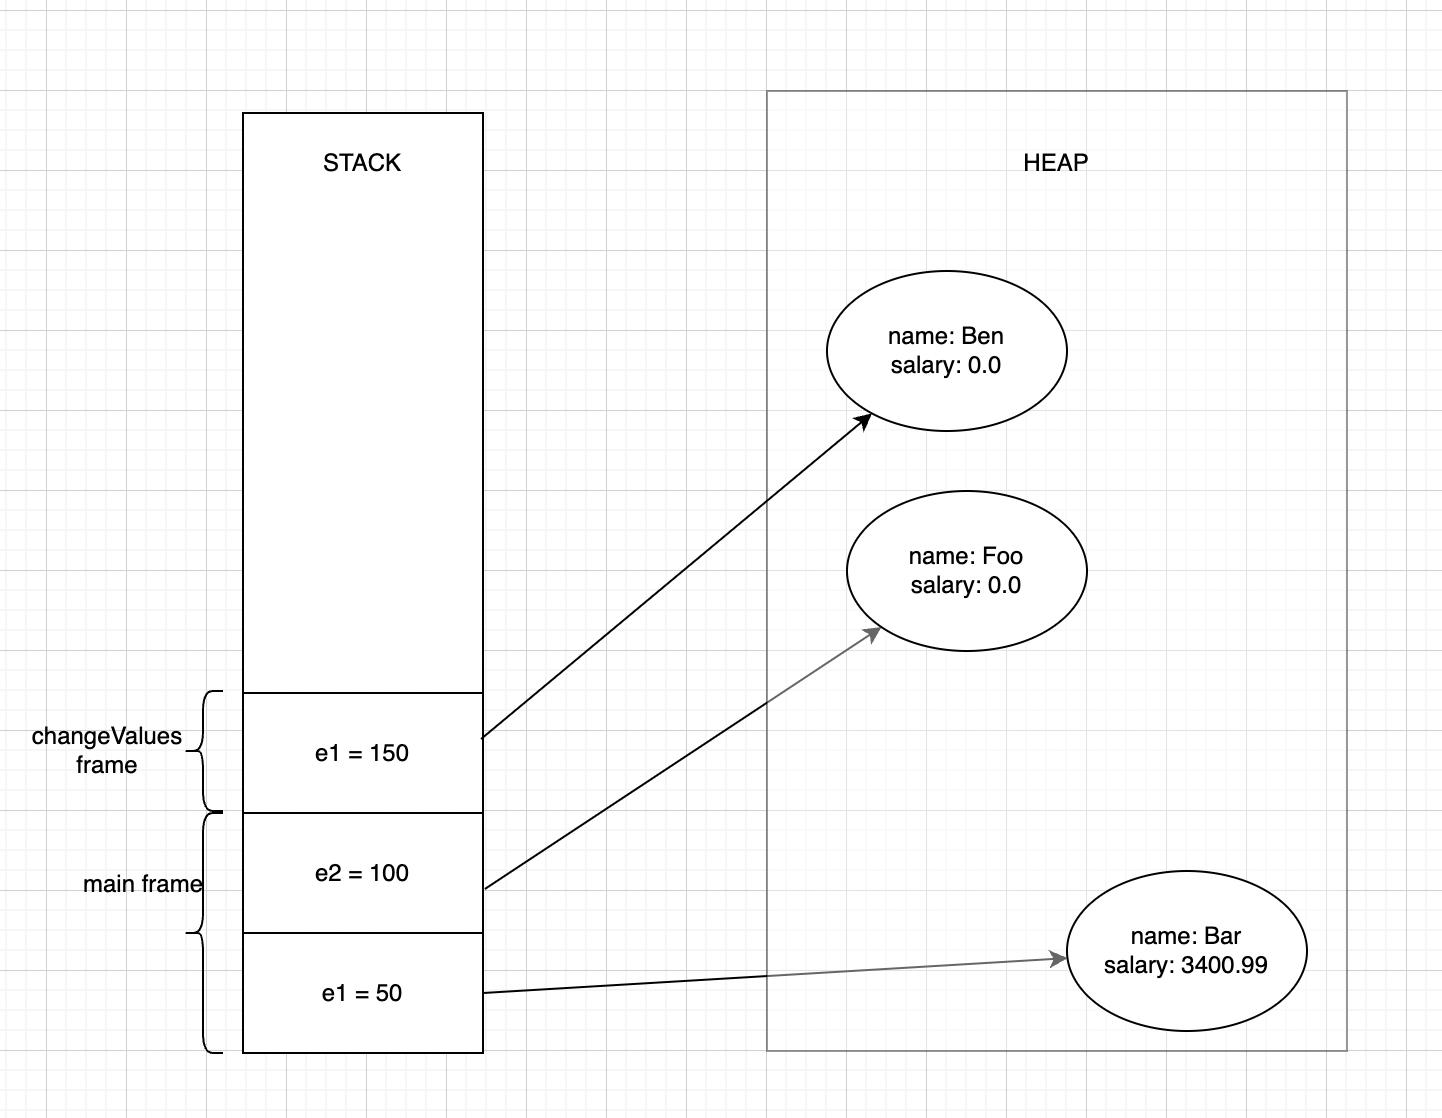 STACK
HEAP
name: Ben
salary: 0.0
name: Foo
salary: 0.0
changeValues
frame
e1 = 150
e2 = 100
main frame
name: Bar
salary: 3400.99
e1 = 50